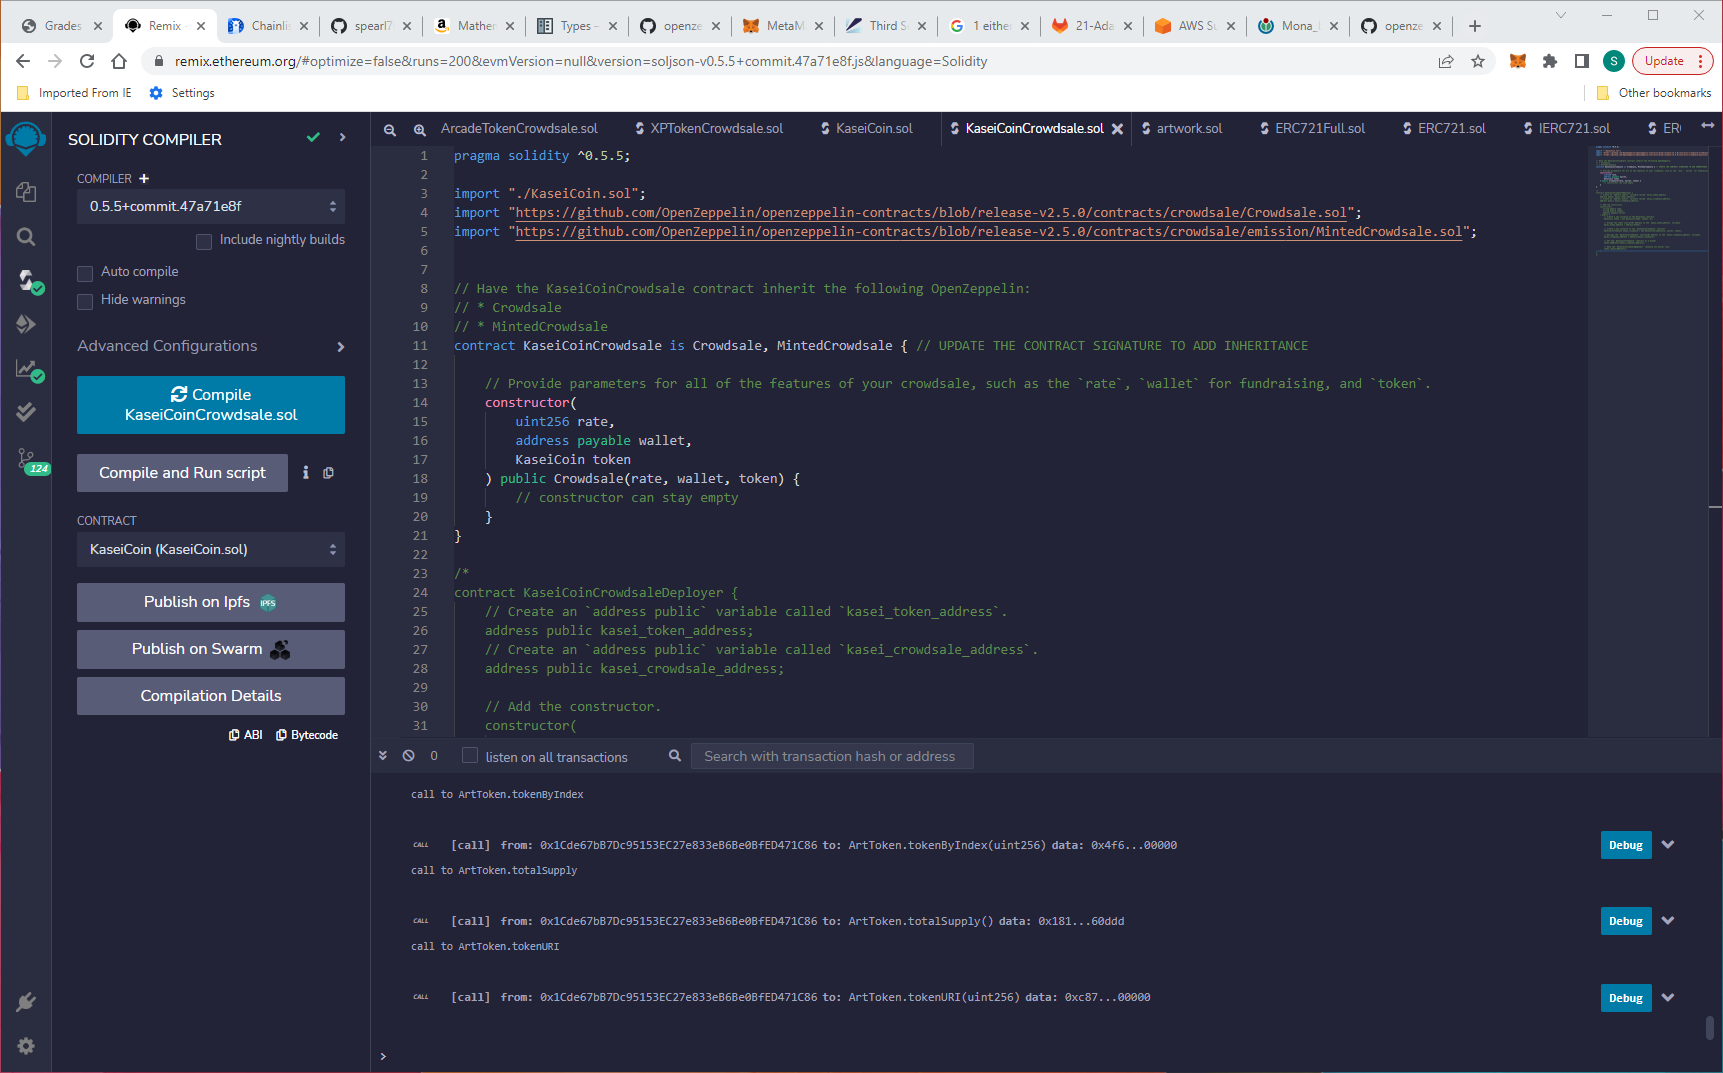 Grades
Remix -
Chainlis
spearl7
Mathem
Types –
openze
MetaM
Third S
1 eithe
21-Ada
AWS Su
Mona_
openze
remix.ethereum.org/#optimize=false&runs=200&evmVersion=null&version=soljson-v0.5.5+commit.47a71e8f.js&language=Solidity
S
Update
Imported From IE
Settings
Other bookmarks
SOLIDITY COMPILER
COMPILER +
0.5.5+commit.47a71e8f
Include nightly builds
Auto compile
Hide warnings
Advanced Configurations
Compile
KaseiCoinCrowdsale.sol
Compile and Run script
CONTRACT
KaseiCoin (KaseiCoin.sol)
Publish on Ipfs IPFS
Publish on Swarm
Compilation Details
ABI
Bytecode
124
ArcadeTokenCrowdsale.sol
XPTokenCrowdsale.sol
KaseiCoin.sol
KaseiCoinCrowdsale.sol
artwork.sol
ERC721Full.sol
ERC721.sol
IERC721.sol
ER
1 pragma solidity ^0.5.5;
2
3 import "./KaseiCoin.sol";
4 import "https://github.com/OpenZeppelin/openzeppelin-contracts/blob/release-v2.5.0/contracts/crowdsale/Crowdsale.sol";
5 import "https://github.com/OpenZeppelin/openzeppelin-contracts/blob/release-v2.5.0/contracts/crowdsale/emission/MintedCrowdsale.sol";
6
7
8 // Have the KaseiCoinCrowdsale contract inherit the following OpenZeppelin:
9 // * Crowdsale
10 // * MintedCrowdsale
11 contract KaseiCoinCrowdsale is Crowdsale, MintedCrowdsale { // UPDATE THE CONTRACT SIGNATURE TO ADD INHERITANCE
12
13 // Provide parameters for all of the features of your crowdsale, such as the `rate`, `wallet` for fundraising, and `token`.
14 constructor(
15 uint256 rate,
16 address payable wallet,
17 KaseiCoin token
18 ) public Crowdsale(rate, wallet, token) {
19 // constructor can stay empty
20 }
21 }
22
23 /*
24 contract KaseiCoinCrowdsaleDeployer {
25 // Create an `address public` variable called `kasei_token_address`.
26 address public kasei_token_address;
27 // Create an `address public` variable called `kasei_crowdsale_address`.
28 address public kasei_crowdsale_address;
29
30 // Add the constructor.
31 constructor(
0
listen on all transactions
Search with transaction hash or address
call to ArtToken.tokenByIndex
CALL [call] from: 0x1Cde67bB7Dc95153EC27e833eB6Be0BfED471C86 to: ArtToken.tokenByIndex(uint256) data: 0x4f6...00000
Debug
call to ArtToken.totalSupply
CALL [call] from: 0x1Cde67bB7Dc95153EC27e833eB6Be0BfED471C86 to: ArtToken.totalSupply() data: 0x181...60ddd
Debug
call to ArtToken.tokenURI
CALL [call] from: 0x1Cde67bB7Dc95153EC27e833eB6Be0BfED471C86 to: ArtToken.tokenURI(uint256) data: 0xc87...00000
Debug
>